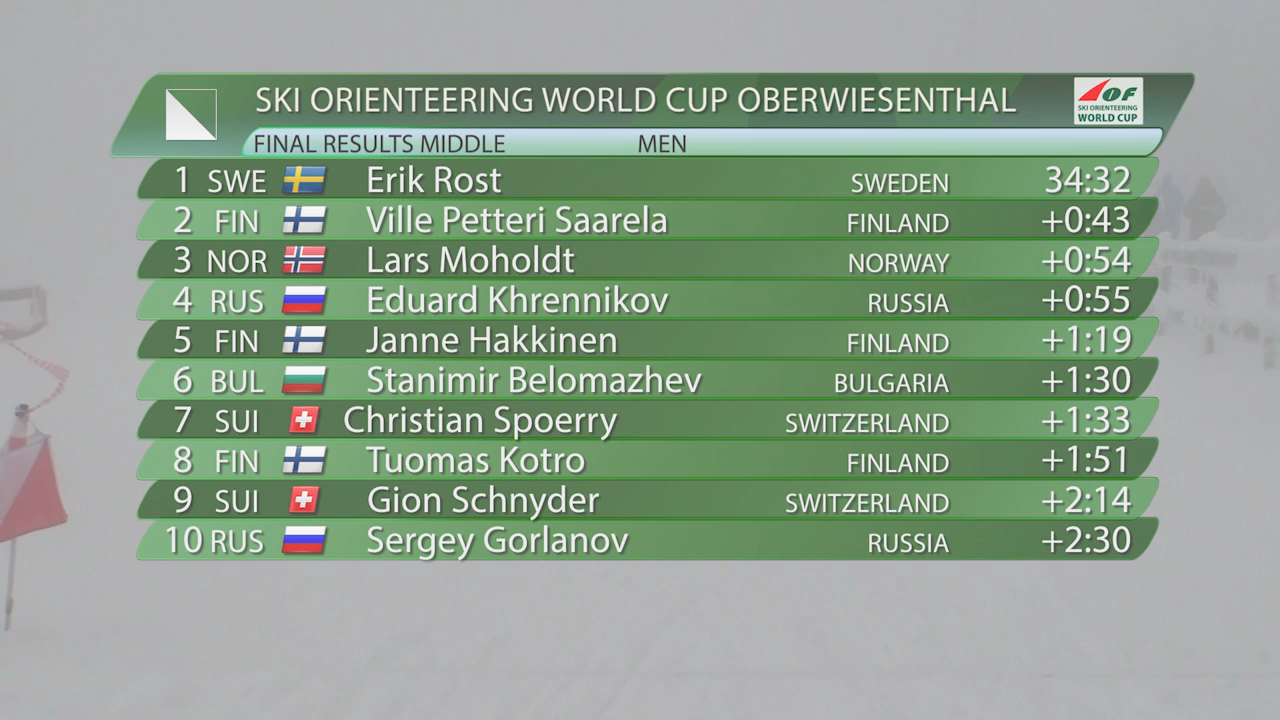 SKI ORIENTEERING WORLD CUP OBERWIESENTHAL
IOF
SKI ORIENTEERING
WORLD CUP
FINAL RESULTS MIDDLE MEN
1 SWE Erik Rost SWEDEN 34:32
2 FIN Ville Petteri Saarela FINLAND +0:43
3 NOR Lars Moholdt NORWAY +0:54
4 RUS Eduard Khrennikov RUSSIA +0:55
5 FIN Janne Hakkinen FINLAND +1:19
6 BUL Stanimir Belomazhev BULGARIA +1:30
7 SUI Christian Spoerry SWITZERLAND +1:33
8 FIN Tuomas Kotro FINLAND +1:51
9 SUI Gion Schnyder SWITZERLAND +2:14
10 RUS Sergey Gorlanov RUSSIA +2:30